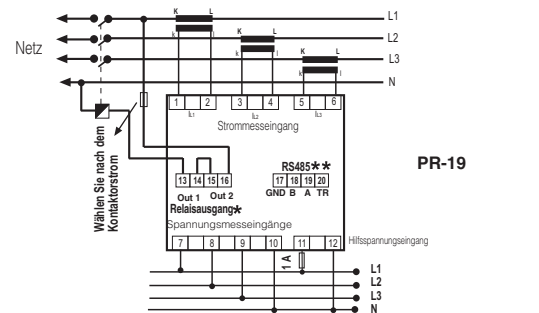 K L L1
Netz k l K L L2
k l K L L3
k l N
1 2 3 4 5 6
IL1 IL2 IL3
Strommesseingang
Wählen Sie nach dem
Kontaktorstrom
RS485**
PR-19
13 14 15 16 17 18 19 20
Out 1 Out 2 GND B A TR
Relaisausgang*
Spannungsmesseingänge
7 8 9 10 11 12 Hilfsspannungseingang
1 A
L1
L2
L3
N